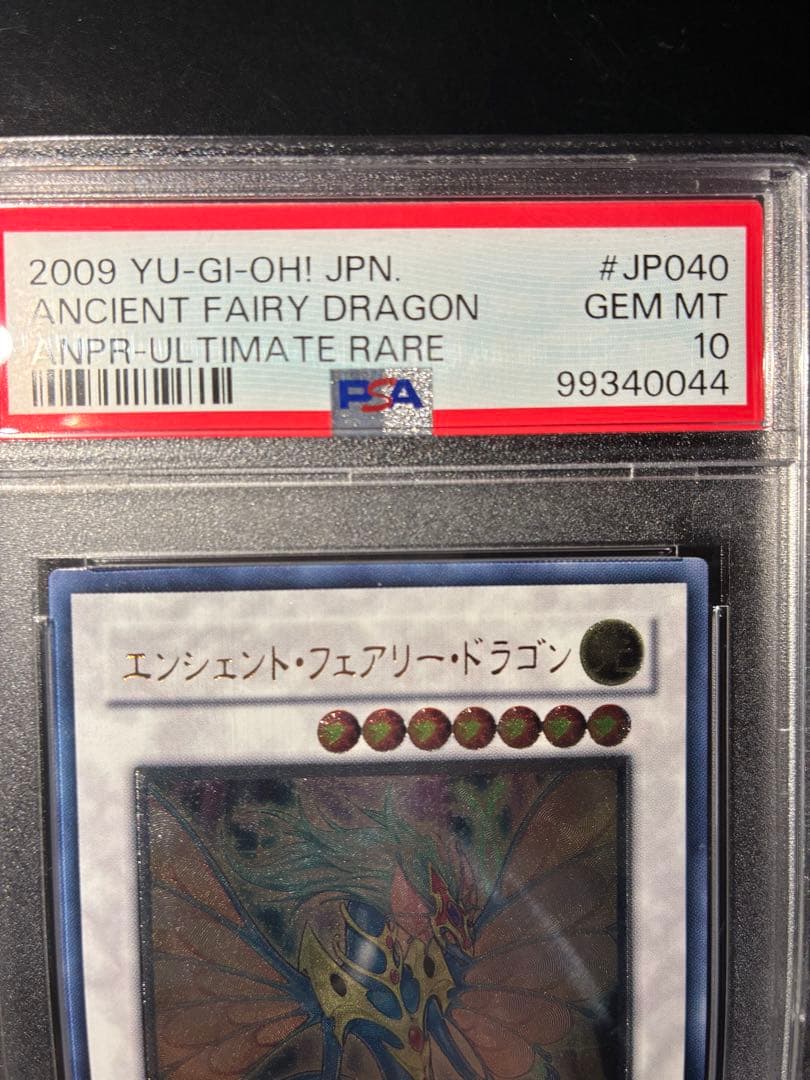 2009 YU-GI-OH! JPN. #JP040
ANCIENT FAIRY DRAGON GEM MT
ANPR-ULTIMATE RARE 10
99340044
PSA
エンシェント・フェアリー・ドラゴン